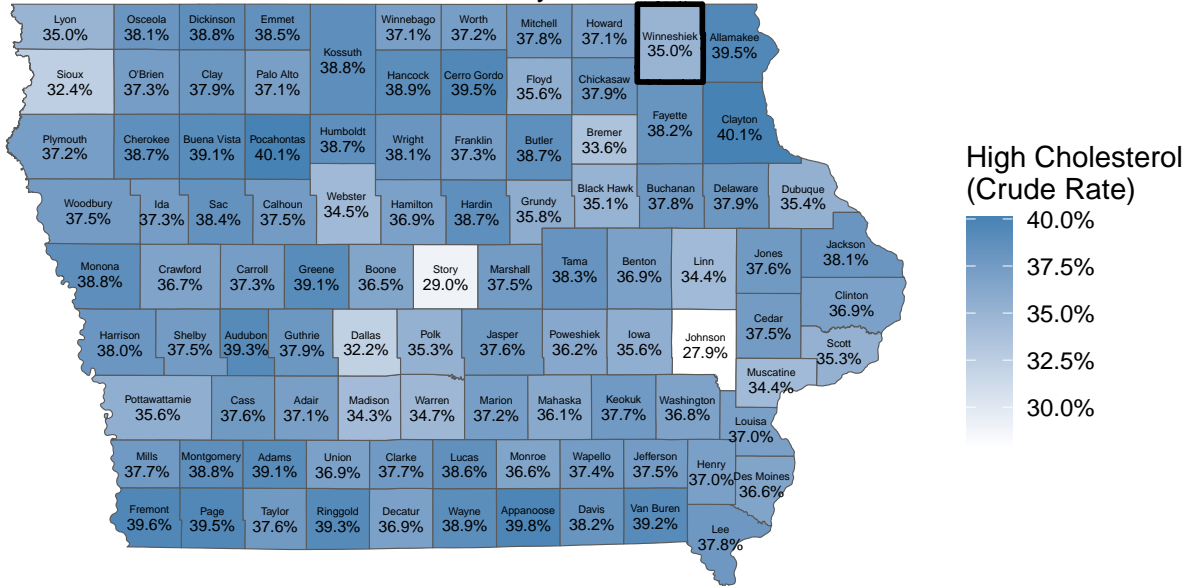 Lyon
35.0%
Osceola
38.1%
Dickinson
38.8%
Emmet
38.5%
Kossuth
38.8%
Winnebago
37.1%
Worth
37.2%
Mitchell
37.8%
Howard
37.1%
Winneshiek
35.0%
Allamakee
39.5%
Sioux
32.4%
O'Brien
37.3%
Clay
37.9%
Palo Alto
37.1%
Hancock
38.9%
Cerro Gordo
39.5%
Floyd
35.6%
Chickasaw
37.9%
Fayette
38.2%
Clayton
40.1%
Plymouth
37.2%
Cherokee
38.7%
Buena Vista
39.1%
Pocahontas
40.1%
Humboldt
38.7%
Wright
38.1%
Franklin
37.3%
Butler
38.7%
Bremer
33.6%
Woodbury
37.5%
Ida
37.3%
Sac
38.4%
Calhoun
37.5%
Webster
34.5%
Hamilton
36.9%
Hardin
38.7%
Grundy
35.8%
Black Hawk
35.1%
Buchanan
37.8%
Delaware
37.9%
Dubuque
35.4%
Monona
38.8%
Crawford
36.7%
Carroll
37.3%
Greene
39.1%
Boone
36.5%
Story
29.0%
Marshall
37.5%
Tama
38.3%
Benton
36.9%
Linn
34.4%
Jones
37.6%
Jackson
38.1%
Clinton
36.9%
Harrison
38.0%
Shelby
37.5%
Audubon
39.3%
Guthrie
37.9%
Dallas
32.2%
Polk
35.3%
Jasper
37.6%
Poweshiek
36.2%
Iowa
35.6%
Johnson
27.9%
Cedar
37.5%
Scott
35.3%
Muscatine
34.4%
Pottawattamie
35.6%
Cass
37.6%
Adair
37.1%
Madison
34.3%
Warren
34.7%
Marion
37.2%
Mahaska
36.1%
Keokuk
37.7%
Washington
36.8%
Louisa
37.0%
Mills
37.7%
Montgomery
38.8%
Adams
39.1%
Union
36.9%
Clarke
37.7%
Lucas
38.6%
Monroe
36.6%
Wapello
37.4%
Jefferson
37.5%
Henry
37.0%
Des Moines
36.6%
Fremont
39.6%
Page
39.5%
Taylor
37.6%
Ringgold
39.3%
Decatur
36.9%
Wayne
38.9%
Appanoose
39.8%
Davis
38.2%
Van Buren
39.2%
Lee
37.8%
High Cholesterol
(Crude Rate)
40.0%
37.5%
35.0%
32.5%
30.0%